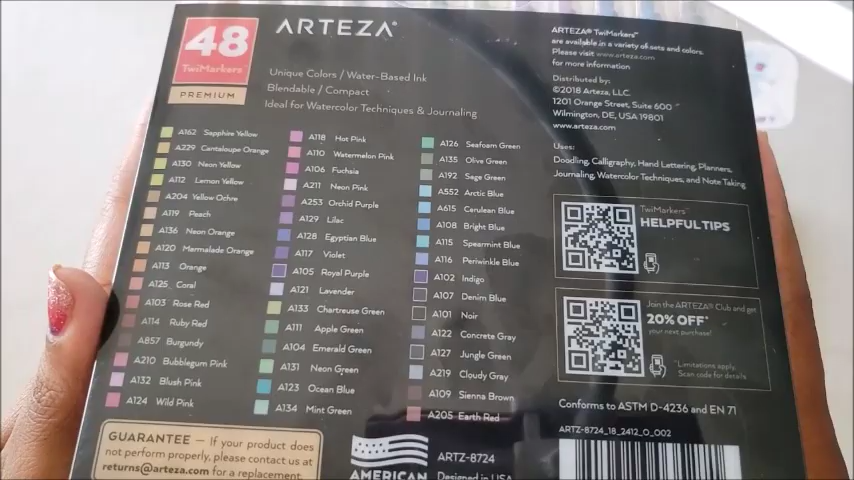 48
TwiMarkers™
PREMIUM
ARTEZA®
Unique Colors / Water-Based Ink
Blendable / Compact
Ideal for Watercolor Techniques & Journaling
A162 Sapphire Yellow
A229 Cantaloupe Orange
A130 Neon Yellow
A112 Lemon Yellow
A204 Yellow Ochre
A119 Peach
A136 Neon Orange
A120 Marmalade Orange
A113 Orange
A125 Coral
A103 Rose Red
A114 Ruby Red
A857 Burgundy
A210 Bubblegum Pink
A132 Blush Pink
A124 Wild Pink
A118 Hot Pink
A110 Watermelon Pink
A106 Fuchsia
A211 Neon Pink
A253 Orchid Purple
A129 Lilac
A128 Egyptian Blue
A117 Violet
A105 Royal Purple
A121 Lavender
A133 Chartreuse Green
A111 Apple Green
A104 Emerald Green
A131 Neon Green
A123 Ocean Blue
A134 Mint Green
A126 Seafoam Green
A135 Olive Green
A192 Sage Green
A552 Arctic Blue
A615 Cerulean Blue
A108 Bright Blue
A115 Spearmint Blue
A116 Periwinkle Blue
A102 Indigo
A107 Denim Blue
A101 Noir
A122 Concrete Gray
A127 Jungle Green
A219 Cloudy Gray
A109 Sienna Brown
A205 Earth Red
ARTEZA® TwiMarkers™
are available in a variety of sets and colors.
Please visit www.arteza.com
for more information.
Distributed by:
©2018 Arteza, LLC.
1201 Orange Street, Suite 600
Wilmington, DE, USA 19801
www.arteza.com
Uses:
Doodling, Calligraphy, Hand Lettering, Planners,
Journaling, Watercolor Techniques, and Note Taking
TwiMarkers™
HELPFUL TIPS
Join the ARTEZA® Club and get
20% OFF*
your next purchase!
*Limitations apply.
Scan code for details
Conforms to ASTM D-4236 and EN 71
ARTZ-8724_18_2412_0_002
GUARANTEE – If your product does
not perform properly, please contact us at
returns@arteza.com for a replacement
AMERICAN
ARTZ-8724
Designed in USA